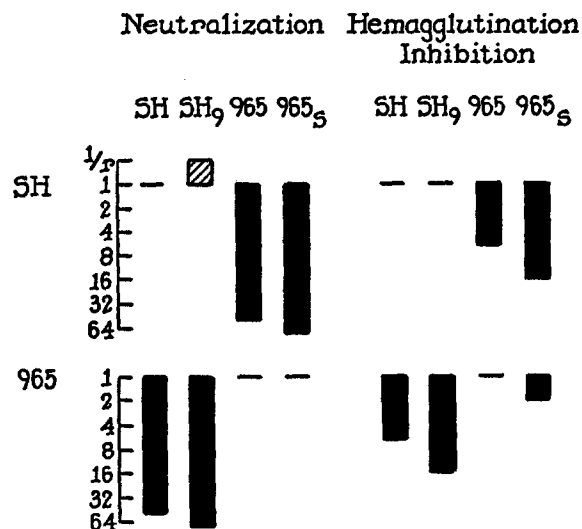 Neutralization Hemagglutination
Inhibition
SH SH9 965 965s SH SH9 965 965s
1/r
SH 1
2
4
8
16
32
64
965 1
2
4
8
16
32
64